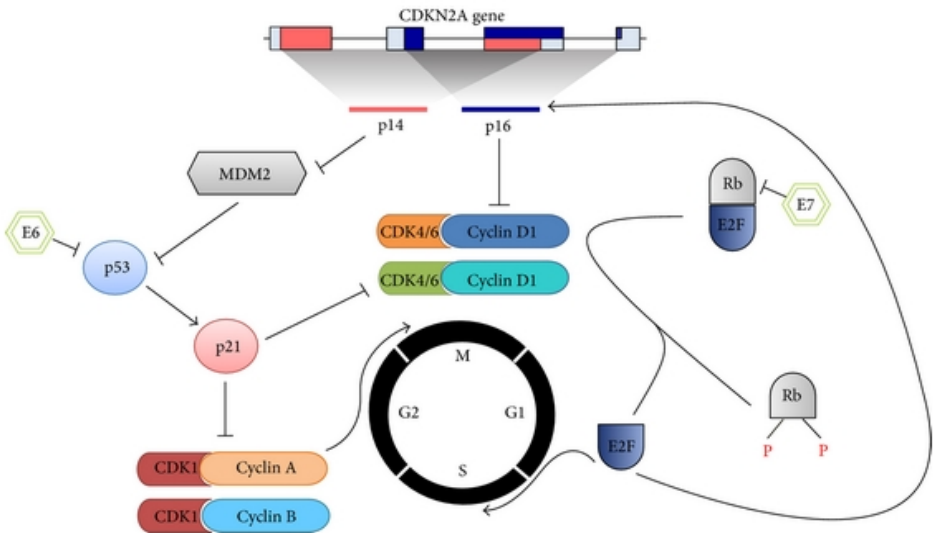 CDKN2A gene
p14
p16
MDM2
Rb
E7
E2F
E6
CDK4/6 Cyclin D1
p53
CDK4/6 Cyclin D1
p21
M
G2
G1
Rb
E2F
P
P
CDK1 Cyclin A
S
CDK1 Cyclin B